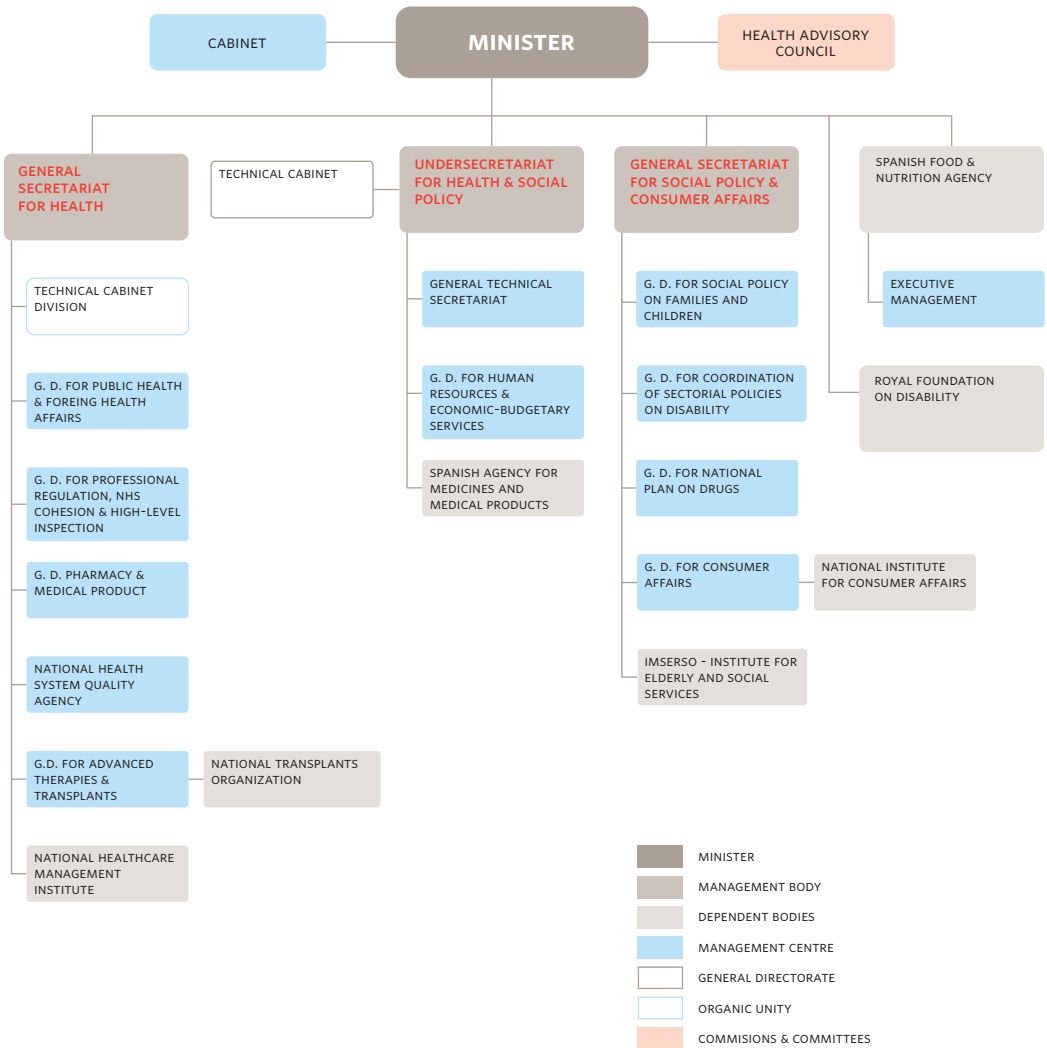 CABINET
MINISTER
HEALTH ADVISORY
COUNCIL
GENERAL
SECRETARIAT
FOR HEALTH
TECHNICAL CABINET
UNDERSECRETARIAT
FOR HEALTH & SOCIAL
POLICY
GENERAL SECRETARIAT
FOR SOCIAL POLICY &
CONSUMER AFFAIRS
SPANISH FOOD &
NUTRITION AGENCY
TECHNICAL CABINET
DIVISION
GENERAL TECHNICAL
SECRETARIAT
G. D. FOR SOCIAL POLICY
ON FAMILIES AND
CHILDREN
EXECUTIVE
MANAGEMENT
G. D. FOR PUBLIC HEALTH
& FOREING HEALTH
AFFAIRS
G. D. FOR HUMAN
RESOURCES &
ECONOMIC-BUDGETARY
SERVICES
G. D. FOR COORDINATION
OF SECTORIAL POLICIES
ON DISABILITY
ROYAL FOUNDATION
ON DISABILITY
G. D. FOR PROFESSIONAL
REGULATION, NHS
COHESION & HIGH-LEVEL
INSPECTION
SPANISH AGENCY FOR
MEDICINES AND
MEDICAL PRODUCTS
G. D. FOR NATIONAL
PLAN ON DRUGS
G. D. PHARMACY &
MEDICAL PRODUCT
G. D. FOR CONSUMER
AFFAIRS
NATIONAL INSTITUTE
FOR CONSUMER AFFAIRS
NATIONAL HEALTH
SYSTEM QUALITY
AGENCY
IMSERSO - INSTITUTE FOR
ELDERLY AND SOCIAL
SERVICES
G.D. FOR ADVANCED
THERAPIES &
TRANSPLANTS
NATIONAL TRANSPLANTS
ORGANIZATION
NATIONAL HEALTHCARE
MANAGEMENT
INSTITUTE
MINISTER
MANAGEMENT BODY
DEPENDENT BODIES
MANAGEMENT CENTRE
GENERAL DIRECTORATE
ORGANIC UNITY
COMMISIONS & COMMITTEES